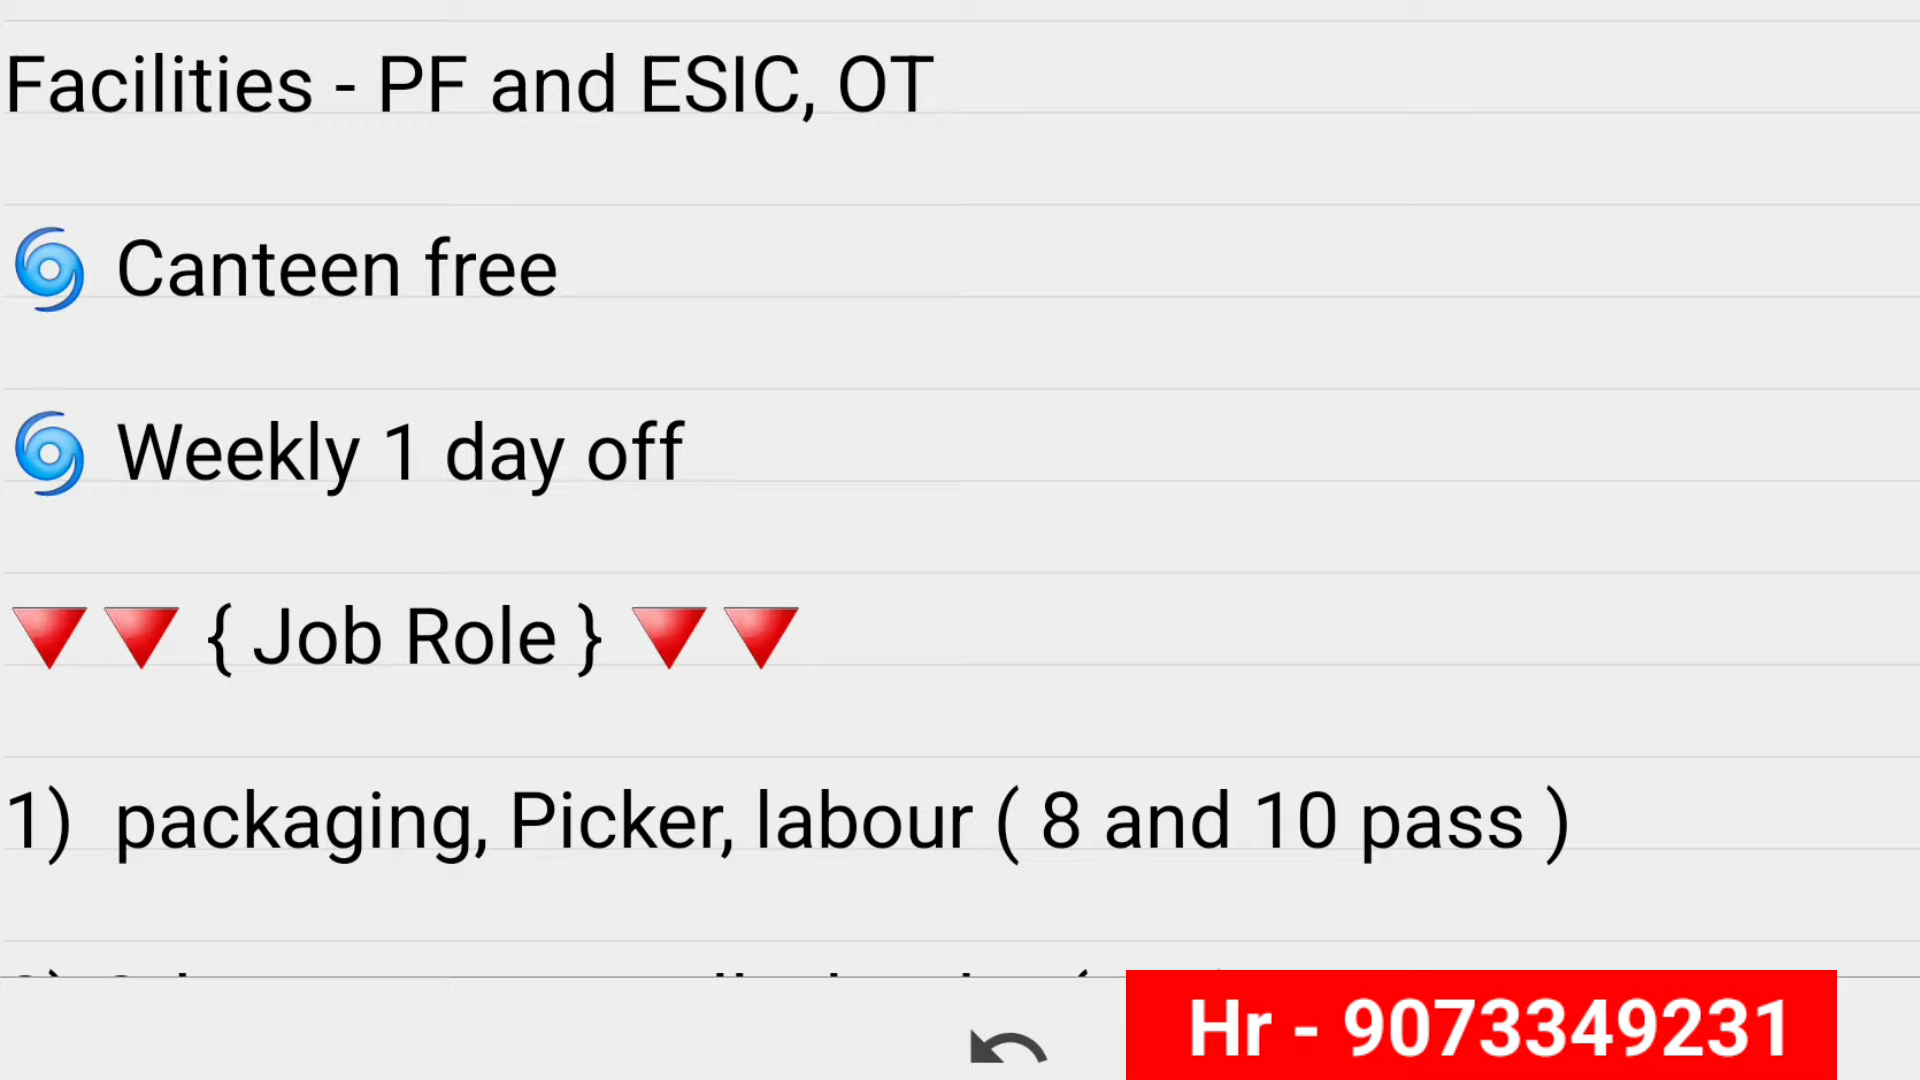 Facilities - PF and ESIC, OT
🌀 Canteen free
🌀 Weekly 1 day off
🔻🔻 { Job Role } 🔻🔻
1) packaging, Picker, labour ( 8 and 10 pass )
Hr - 9073349231